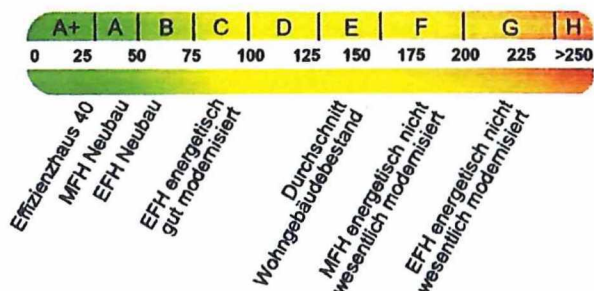 A+ A B C D E F G H
0 25 50 75 100 125 150 175 200 225 >250
Effizienzhaus 40
MFH Neubau
EFH Neubau
EFH energetisch
gut modernisiert
Durchschnitt
Wohngebäudebestand
MFH energetisch nicht
wesentlich modernisiert
EFH energetisch nicht
wesentlich modernisiert